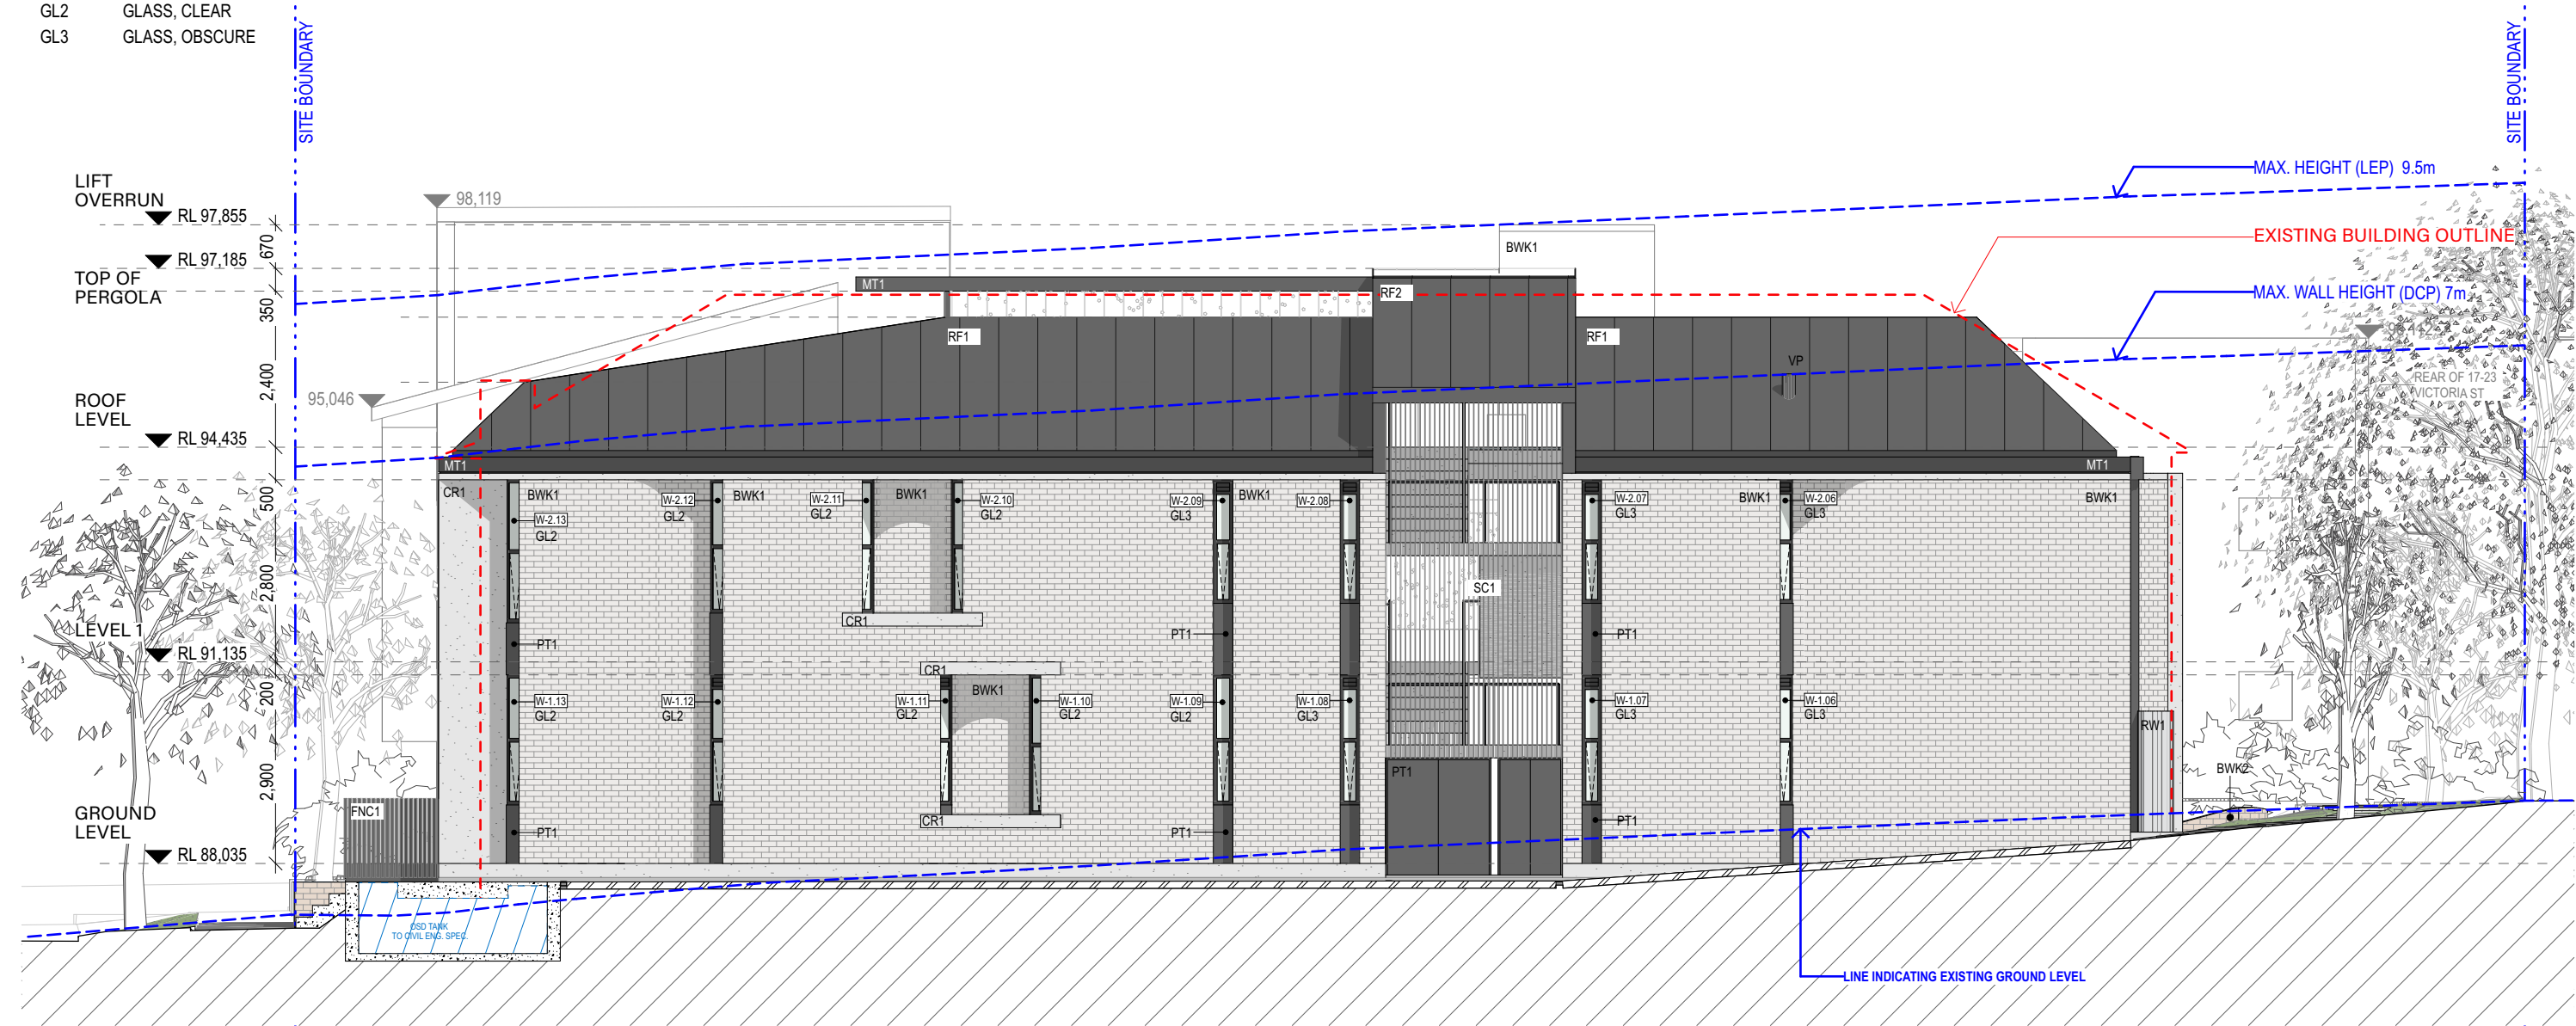 GL2 GLASS, CLEAR
GL3 GLASS, OBSCURE
SITE BOUNDARY
SITE BOUNDARY
MAX. HEIGHT (LEP) 9.5m
LIFT
OVERRUN
RL 97,855
98,119
670
EXISTING BUILDING OUTLINE
BWK1
RL 97,185
TOP OF
PERGOLA
350
MT1
RF2
MAX. WALL HEIGHT (DCP) 7m
RF1
RF1
VP
2,400
REAR OF 17-23
VICTORIA ST
ROOF
LEVEL
95,046
RL 94,435
MT1
MT1
CR1
BWK1
W-2.13
GL2
W-2.12
GL2
BWK1
W-2.11
GL2
BWK1
W-2.10
GL2
W-2.09
GL3
BWK1
W-2.08
W-2.07
GL3
BWK1
W-2.06
GL3
BWK1
500
2,800
SC1
CR1
LEVEL 1
RL 91,135
PT1
PT1
PT1
CR1
200
W-1.13
GL2
W-1.12
GL2
W-1.11
GL2
BWK1
W-1.10
GL2
W-1.09
GL2
W-1.08
GL3
W-1.07
GL3
W-1.06
GL3
RW1
2,900
BWK2
PT1
GROUND
LEVEL
FNC1
CR1
PT1
PT1
PT1
RL 88,035
OSD TANK
TO CIVIL ENG. SPEC.
LINE INDICATING EXISTING GROUND LEVEL